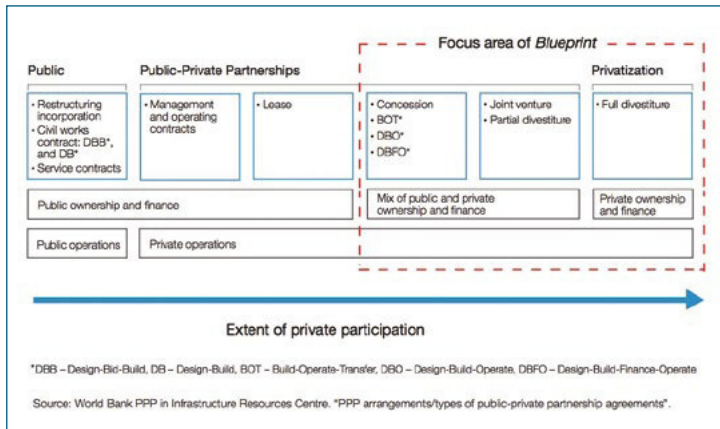 Focus area of Blueprint
Public
Public-Private Partnerships
Privatization
• Restructuring
incorporation
• Civil works
contract: DBB*,
and DB*
• Service contracts
• Management
and operating
contracts
• Lease
• Concession
• BOT*
• DBO*
• DBFO*
• Joint venture
• Partial divestiture
• Full divestiture
Public ownership and finance
Mix of public and private
ownership and finance
Private ownership
and finance
Public operations
Private operations
Extent of private participation
*DBB – Design-Bid-Build, DB – Design-Build, BOT – Build-Operate-Transfer, DBO – Design-Build-Operate, DBFO – Design-Build-Finance-Operate
Source: World Bank PPP in Infrastructure Resources Centre. "PPP arrangements/types of public-private partnership agreements".